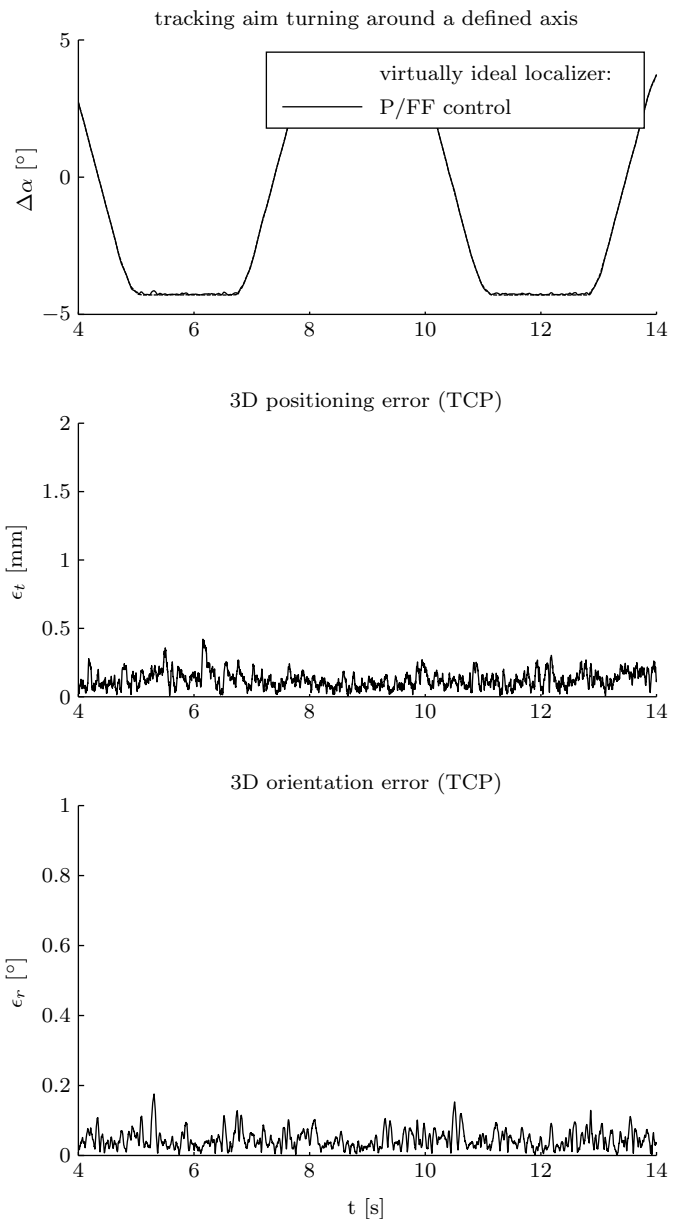 tracking aim turning around a defined axis
5
virtually ideal localizer:
P/FF control
Δα [°]
0
−5
4 6 8 10 12 14
3D positioning error (TCP)
2
1.5
1
0.5
0
ϵt [mm]
4 6 8 10 12 14
3D orientation error (TCP)
1
0.8
0.6
0.4
0.2
0
ϵr [°]
4 6 8 10 12 14
t [s]